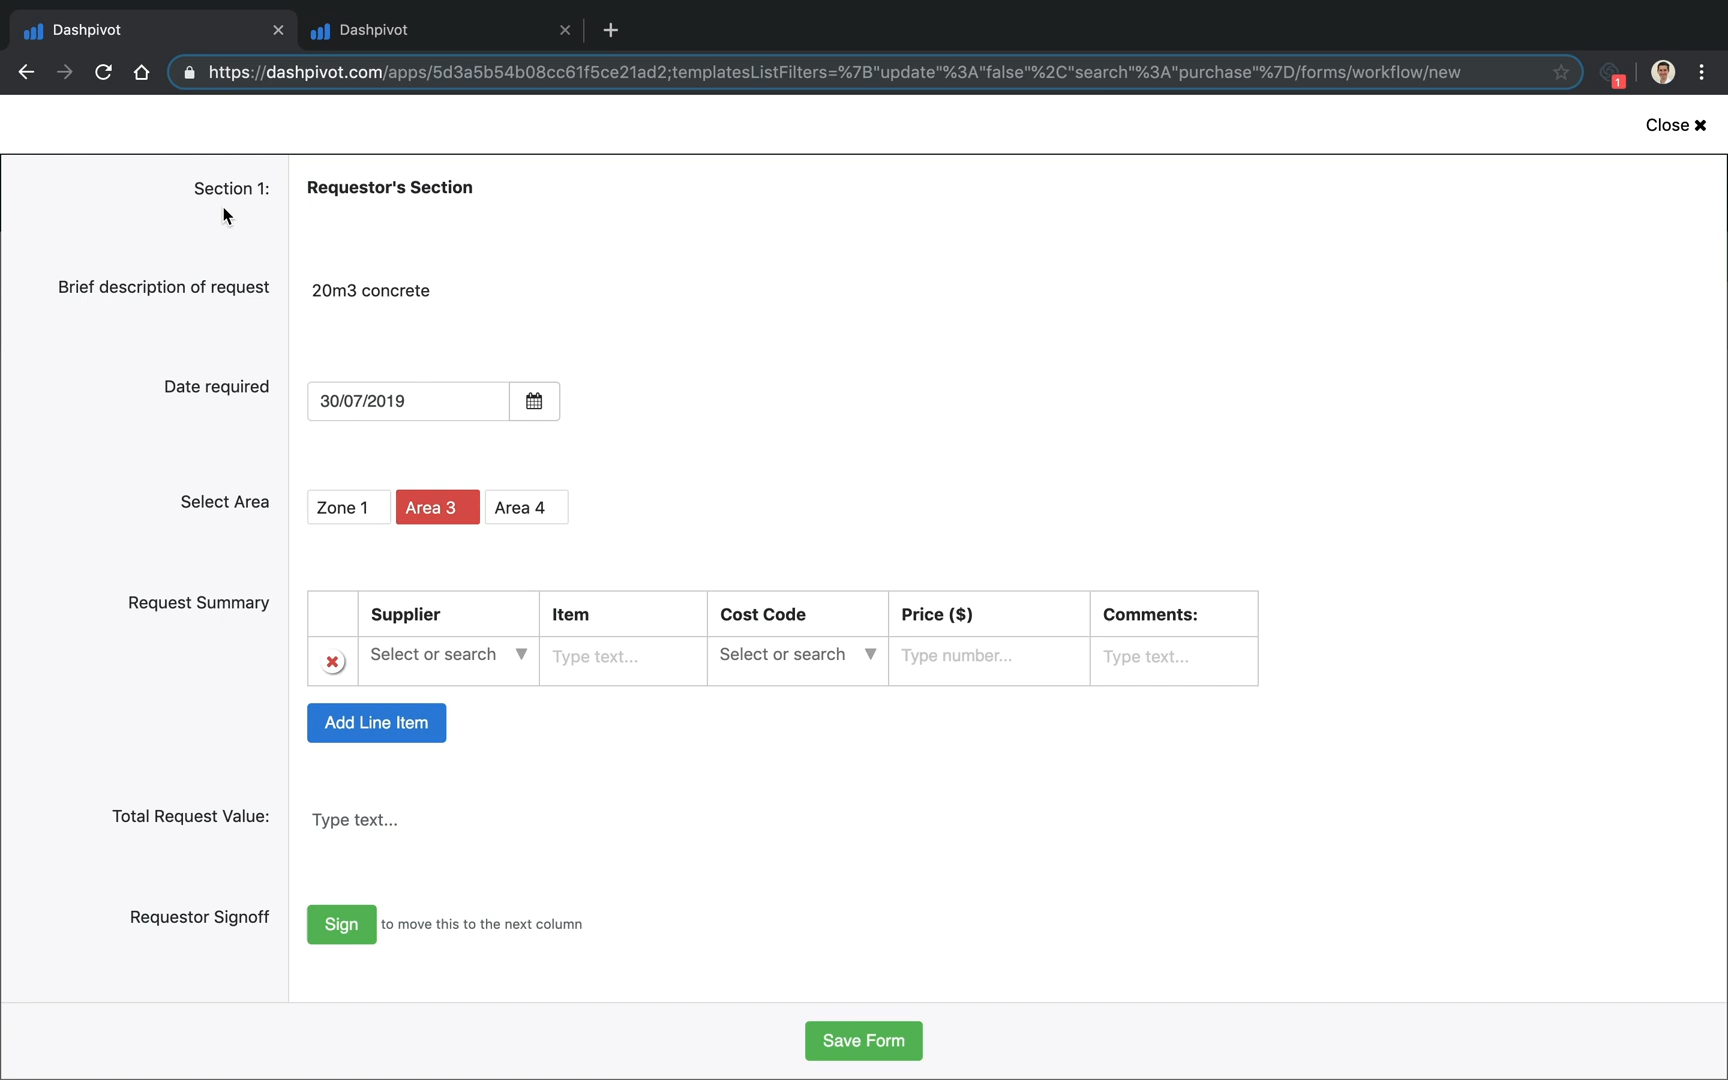 Dashpivot
Dashpivot
https://dashpivot.com/apps/5d3a5b54b08cc61f5ce21ad2;templatesListFilters=%7B"update"%3A"false"%2C"search"%3A"purchase"%7D/forms/workflow/new
1
Close ✖
Section 1: Requestor's Section
Brief description of request 20m3 concrete
Date required 30/07/2019
Select Area Zone 1 Area 3 Area 4
Request Summary Supplier Item Cost Code Price ($) Comments:
Select or search ▼ Type text... Select or search ▼ Type number... Type text...
Add Line Item
Total Request Value: Type text...
Requestor Signoff Sign to move this to the next column
Save Form